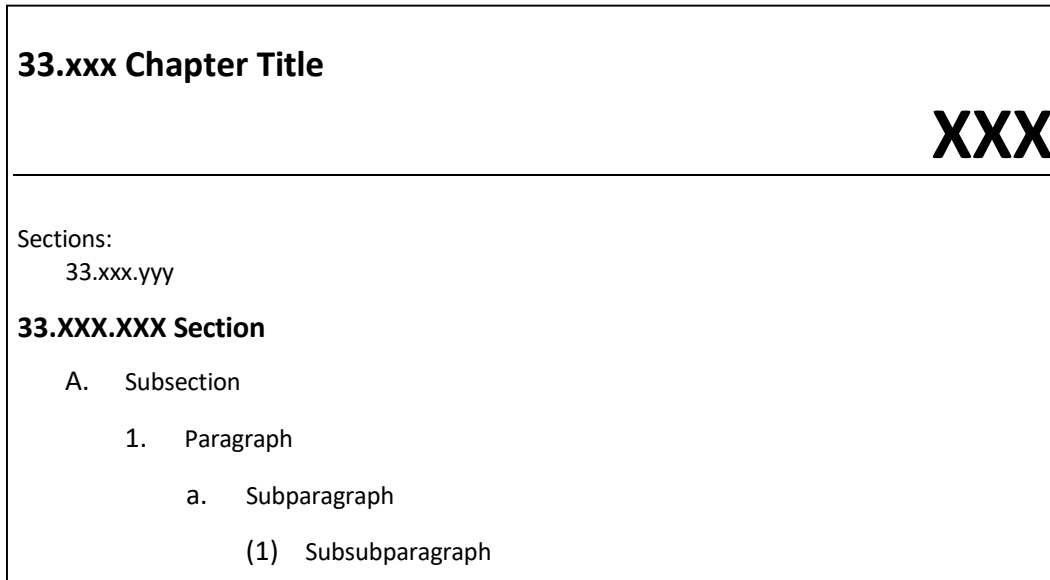 33.xxx Chapter Title
XXX
Sections:
33.xxx.yyy
33.XXX.XXX Section
A. Subsection
1. Paragraph
a. Subparagraph
(1) Subsubparagraph